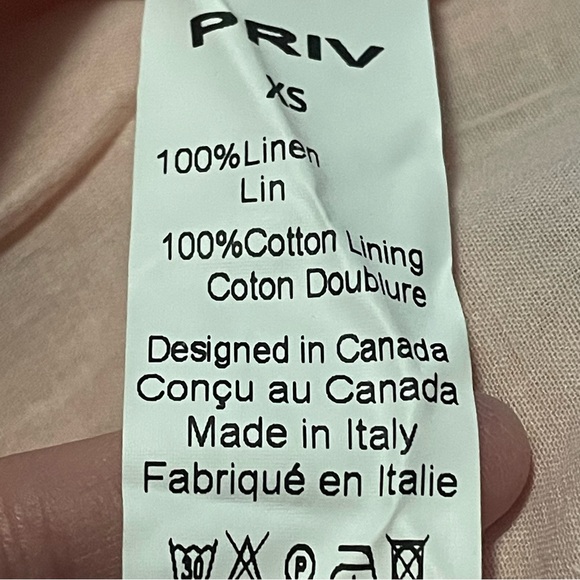 PRIV
XS
100%Linen
Lin
100%Cotton Lining
Coton Doublure
Designed in Canada
Conçu au Canada
Made in Italy
Fabriqué en Italie
30 P